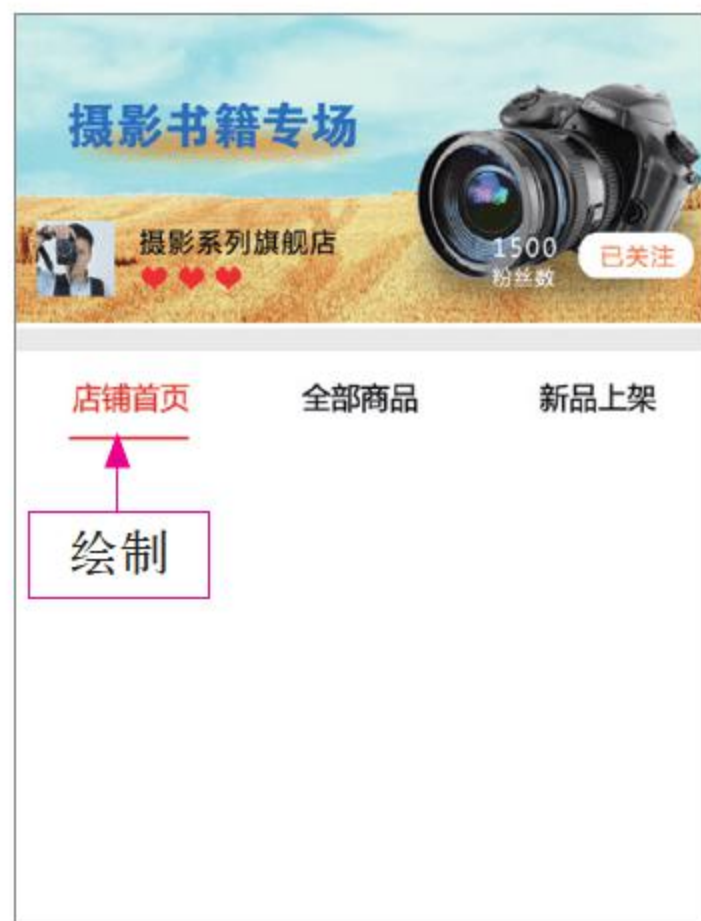 摄影书籍专场
摄影系列旗舰店
1500
粉丝数
已关注
店铺首页 全部商品 新品上架
绘制